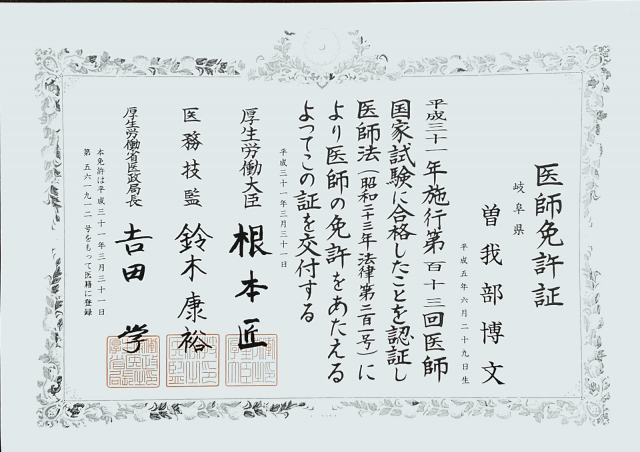 医師免許証
岐阜県
曽我部博文
平成五年六月二十九日生
平成三十一年施行第百十三回医師
国家試験に合格したことを認証し
医師法（昭和二十三年法律第二百一号）に
より医師の免許をあたえる
よってこの証を交付する
平成三十一年三月三十一日
厚生労働大臣 根本匠
医務技監 鈴木康裕
厚生労働省医政局長 吉田学
本免許は平成三十一年三月三十一日
第五六一九一二号をもって医籍に登録